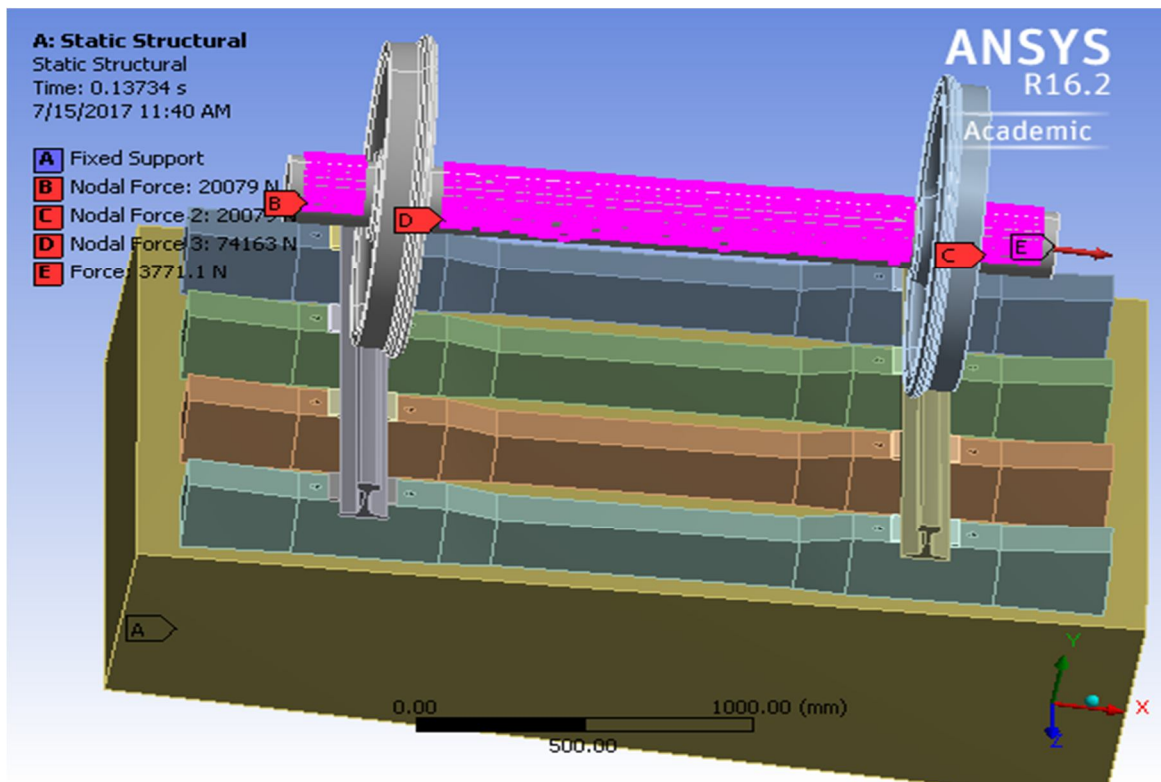 A: Static Structural
Static Structural
Time: 0.13734 s
7/15/2017 11:40 AM
A Fixed Support
B Nodal Force: 20079 N
C Nodal Force 2: 20079 N
D Nodal Force 3: 74163 N
E Force: 3771.1 N
ANSYS
R16.2
Academic
B
D
C
E
A
0.00
1000.00 (mm)
500.00
Y
X
Z